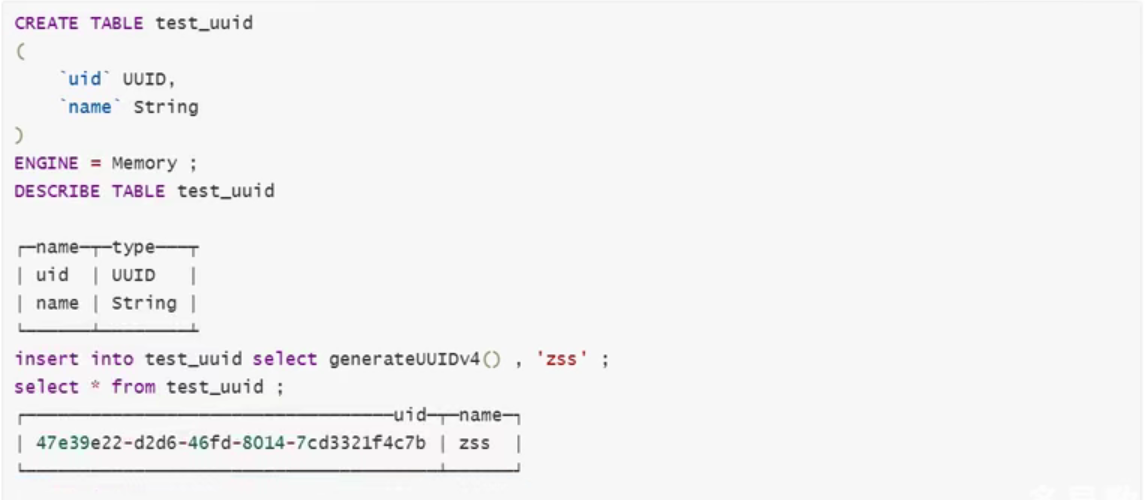 CREATE TABLE test_uuid
(
    `uid` UUID,
    `name` String
)
ENGINE = Memory ;
DESCRIBE TABLE test_uuid
┌─name─┬─type───┬
| uid  | UUID   |
| name | String |
└──────┴────────┴
insert into test_uuid select generateUUIDv4() , 'zss' ;
select * from test_uuid ;
┌──────────────────────────────────uid─┬─name─┐
| 47e39e22-d2d6-46fd-8014-7cd3321f4c7b | zss  |
└──────────────────────────────────────┴──────┘